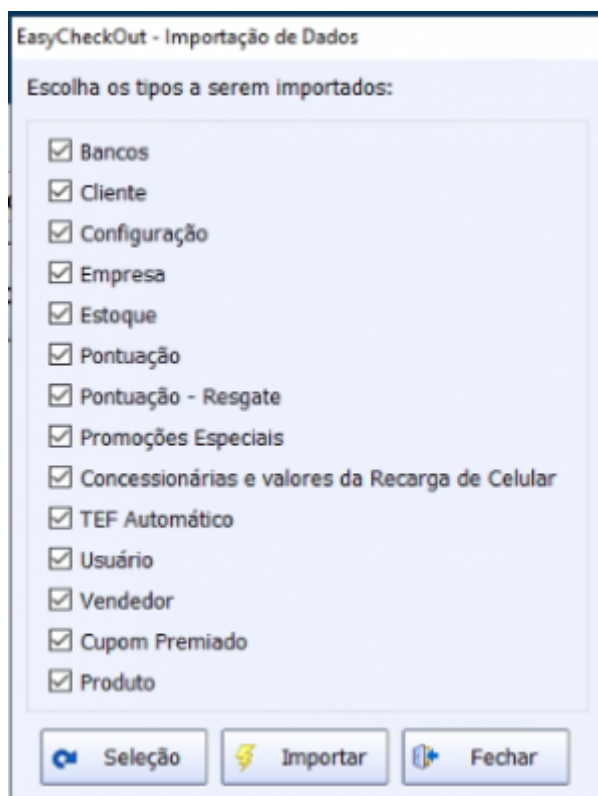 EasyCheckOut - Importação de Dados
Escolha os tipos a serem importados:
Bancos
Cliente
Configuração
Empresa
Estoque
Pontuação
Pontuação - Resgate
Promoções Especiais
Concessionárias e valores da Recarga de Celular
TEF Automático
Usuário
Vendedor
Cupom Premiado
Produto
Seleção Importar Fechar